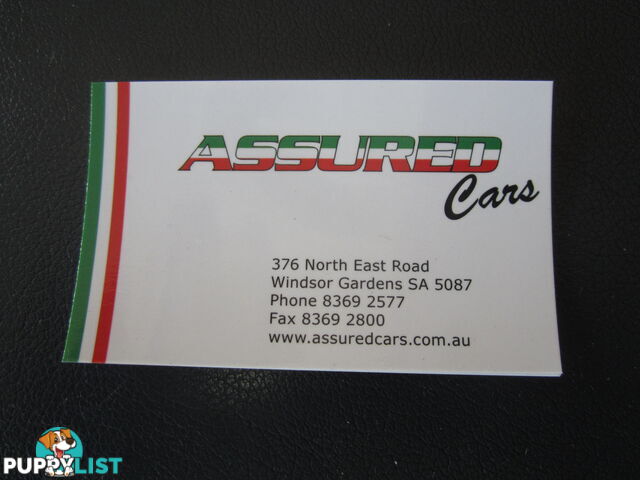 ASSURED
Cars
376 North East Road
Windsor Gardens SA 5087
Phone 8369 2577
Fax 8369 2800
www.assuredcars.com.au
PUPPYLIST